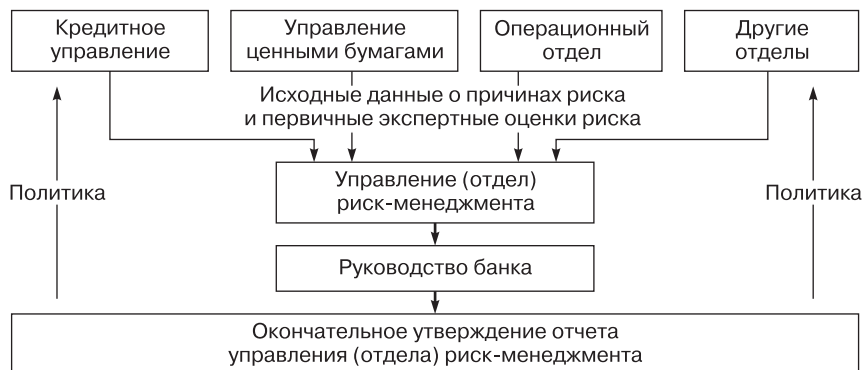 Кредитное
управление
Управление
ценными бумагами
Операционный
отдел
Другие
отделы
Исходные данные о причинах риска
и первичные экспертные оценки риска
Политика
Управление (отдел)
риск-менеджмента
Политика
Руководство банка
Окончательное утверждение отчета
управления (отдела) риск-менеджмента